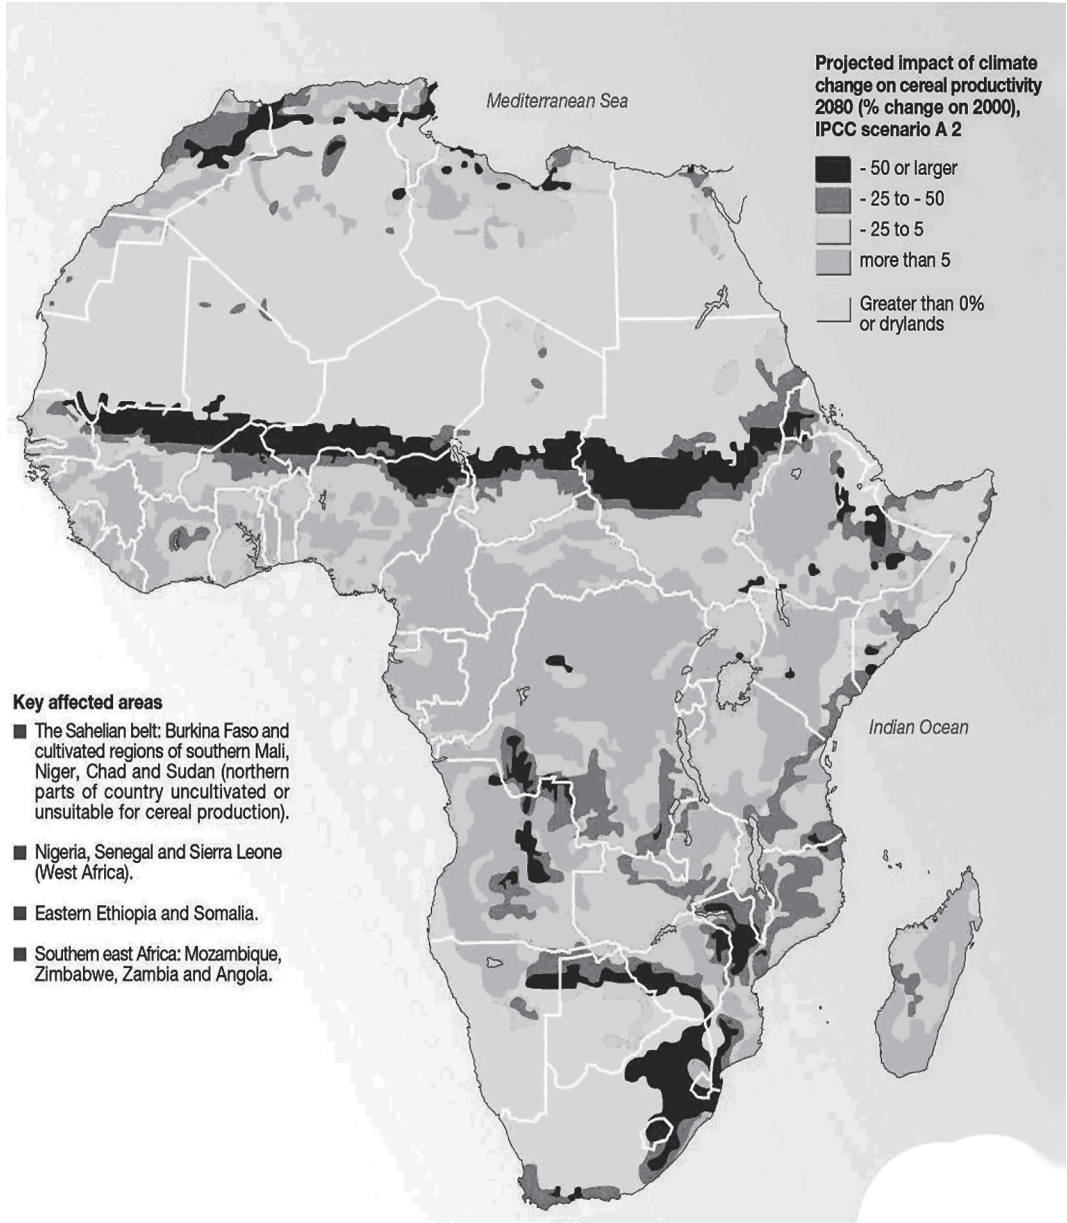 Mediterranean Sea
Projected impact of climate
change on cereal productivity
2080 (% change on 2000),
IPCC scenario A 2
- 50 or larger
- 25 to - 50
- 25 to 5
more than 5
Greater than 0%
or drylands
Key affected areas
The Sahelian belt: Burkina Faso and
cultivated regions of southern Mali,
Niger, Chad and Sudan (northern
parts of country uncultivated or
unsuitable for cereal production).
Nigeria, Senegal and Sierra Leone
(West Africa).
Eastern Ethiopia and Somalia.
Southern east Africa: Mozambique,
Zimbabwe, Zambia and Angola.
Indian Ocean